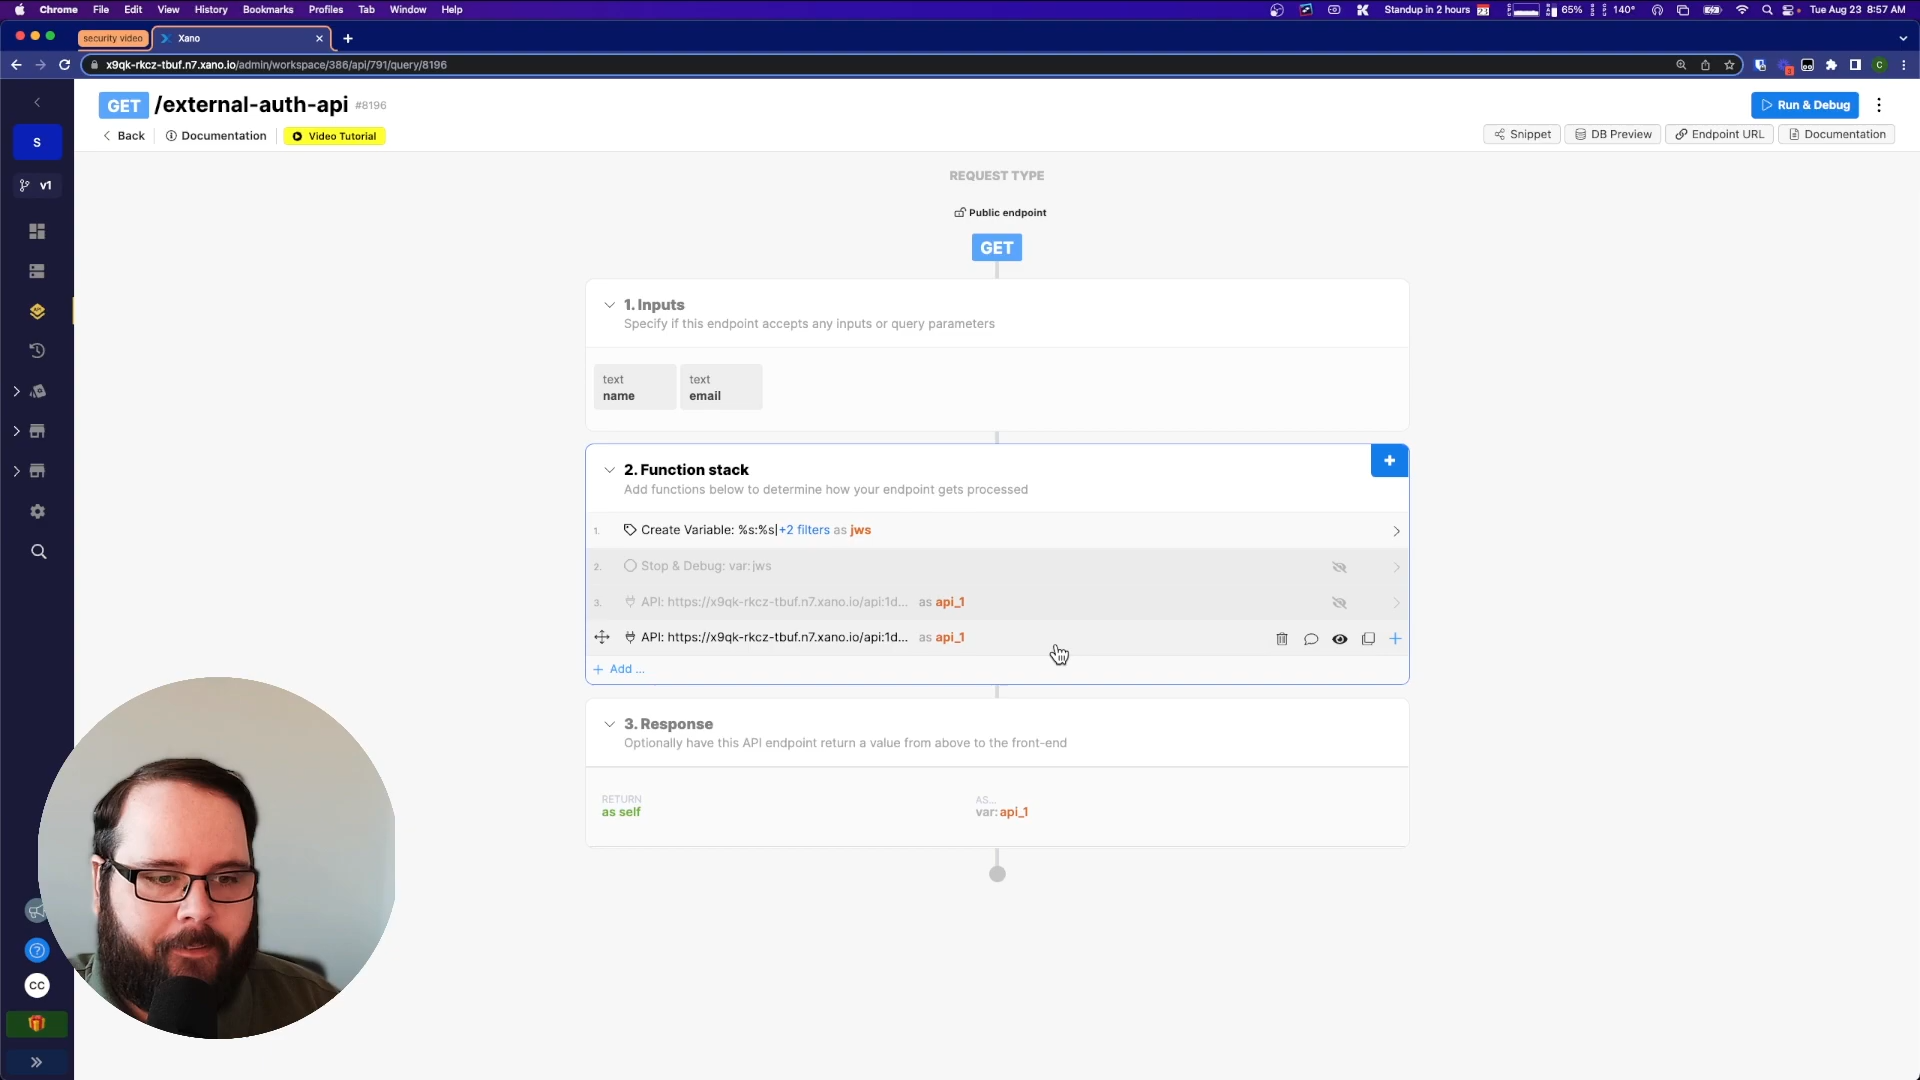 Chrome File Edit View History Bookmarks Profiles Tab Window Help
Standup in 2 hours 23 65% 140° Tue Aug 23 8:57 AM
security video Xano
x9qk-rkcz-tbuf.n7.xano.io/admin/workspace/386/api/791/query/8196
GET /external-auth-api #8196
Run & Debug
Back Documentation Video Tutorial
Snippet DB Preview Endpoint URL Documentation
S
v1
REQUEST TYPE
Public endpoint
GET
1. Inputs
Specify if this endpoint accepts any inputs or query parameters
text name
text email
2. Function stack
Add functions below to determine how your endpoint gets processed
1. Create Variable: %s:%s|+2 filters as jws
2. Stop & Debug: var:jws
3. API: https://x9qk-rkcz-tbuf.n7.xano.io/api:1d... as api_1
API: https://x9qk-rkcz-tbuf.n7.xano.io/api:1d... as api_1
+ Add ...
3. Response
Optionally have this API endpoint return a value from above to the front-end
RETURN AS...
as self var: api_1
CC